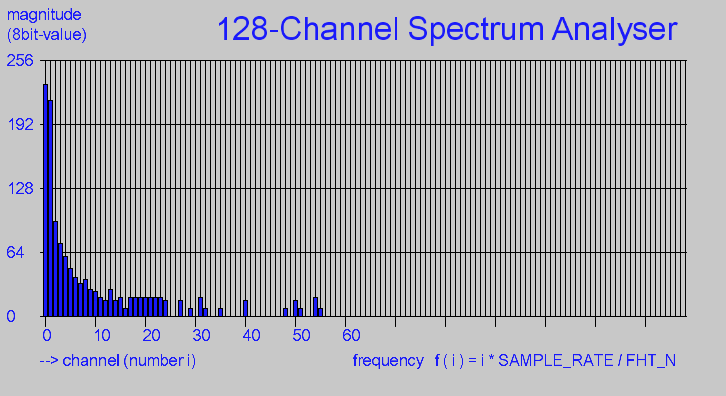 magnitude
(8bit-value)
128-Channel Spectrum Analyser
256
192
128
64
0
0 10 20 30 40 50 60
--> channel (number i)
frequency f ( i ) = i * SAMPLE_RATE / FHT_N